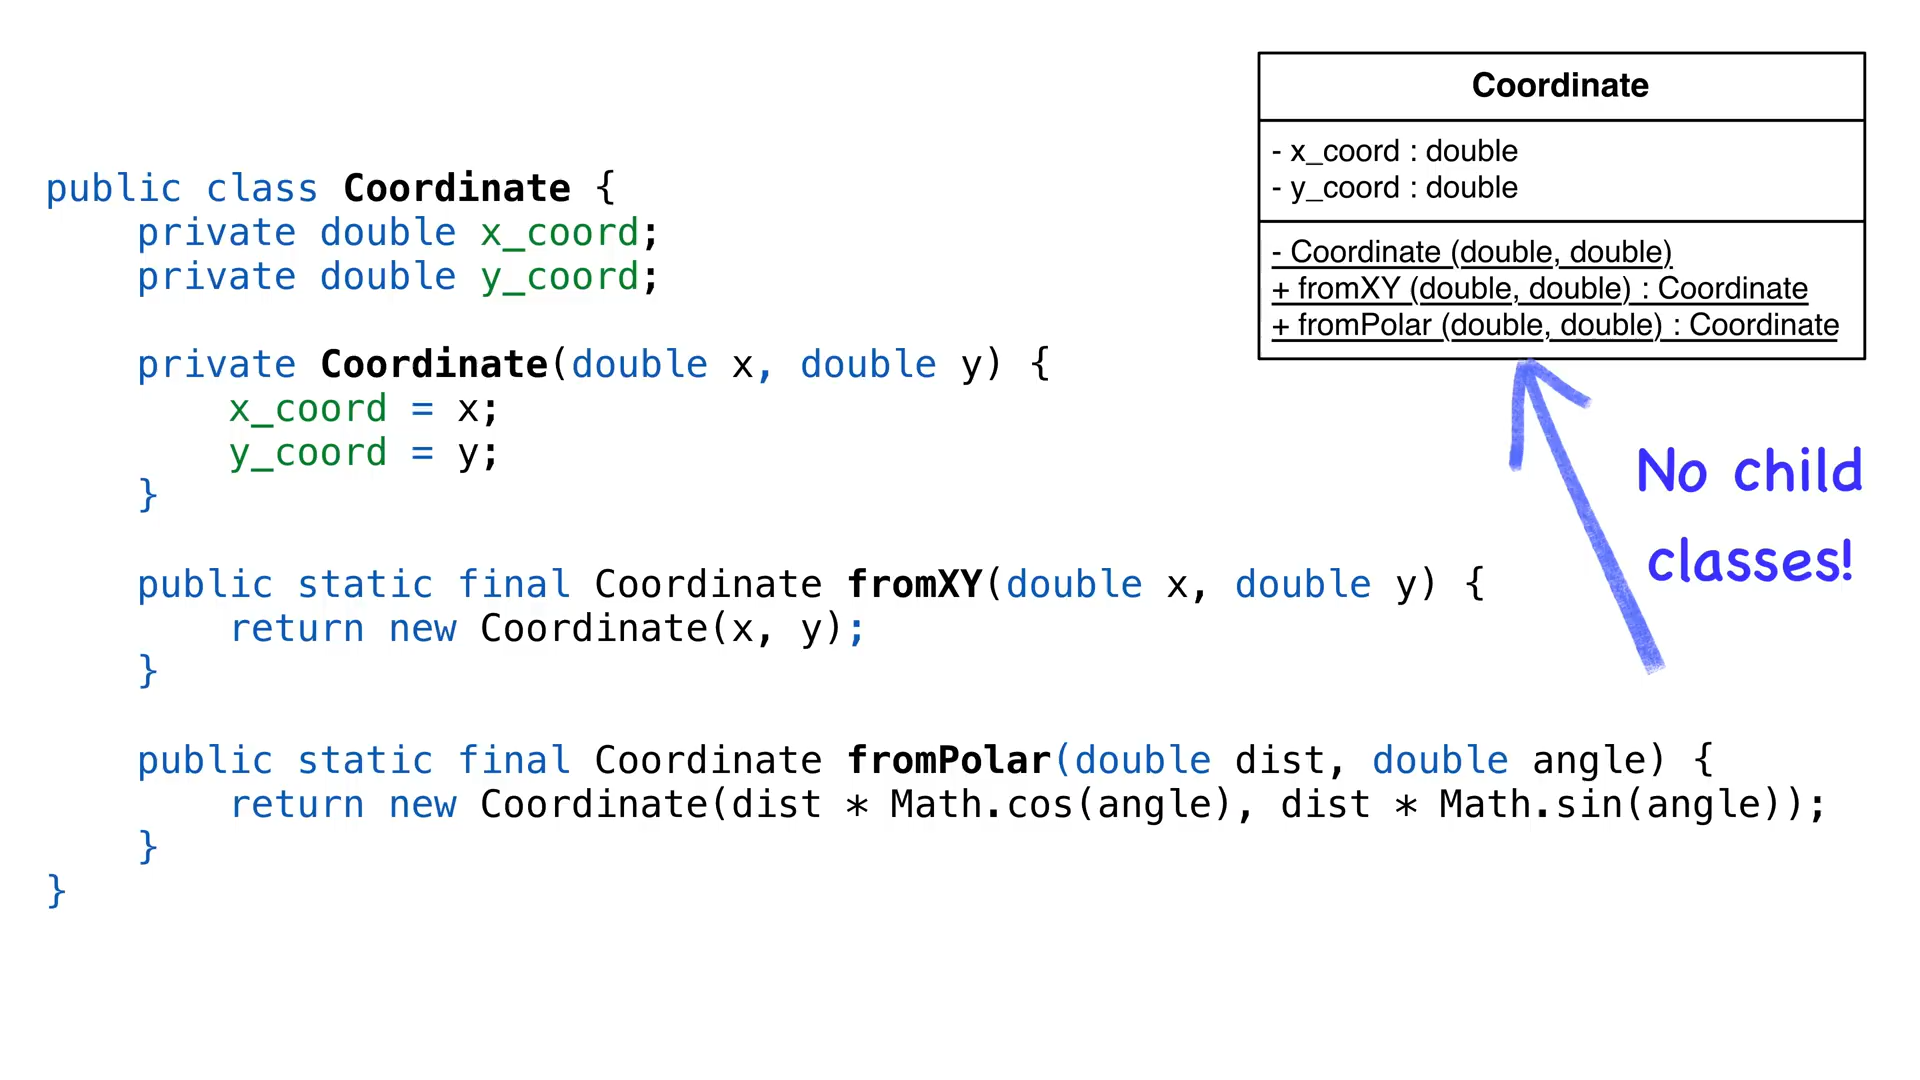 public class Coordinate {
    private double x_coord;
    private double y_coord;

    private Coordinate(double x, double y) {
        x_coord = x;
        y_coord = y;
    }

    public static final Coordinate fromXY(double x, double y) {
        return new Coordinate(x, y);
    }

    public static final Coordinate fromPolar(double dist, double angle) {
        return new Coordinate(dist * Math.cos(angle), dist * Math.sin(angle));
    }
}
Coordinate
- x_coord : double
- y_coord : double
- Coordinate (double, double)
+ fromXY (double, double) : Coordinate
+ fromPolar (double, double) : Coordinate
No child
classes!